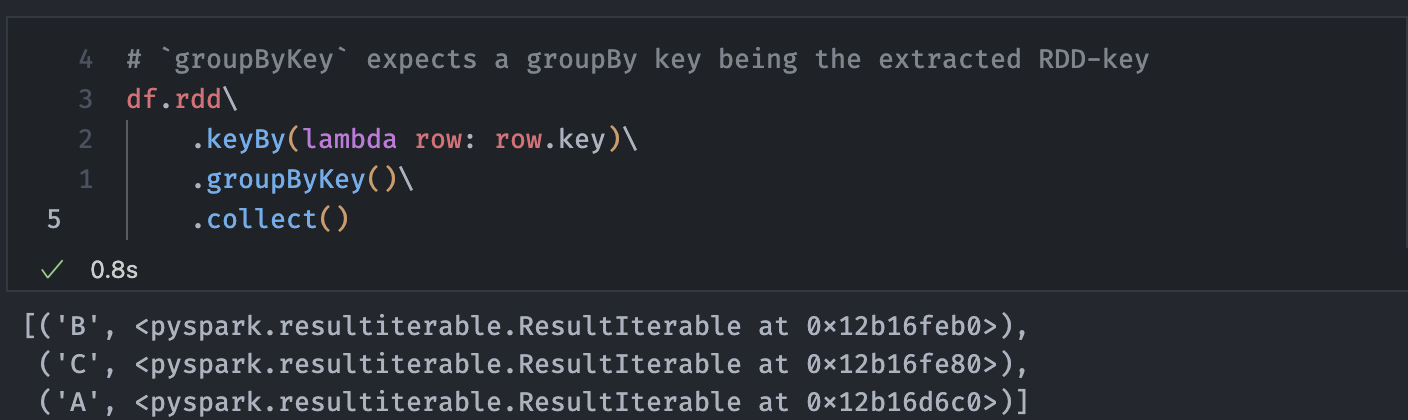 4 # `groupByKey` expects a groupBy key being the extracted RDD-key
3 df.rdd\
2 .keyBy(lambda row: row.key)\
1 .groupByKey()\
5 .collect()
✓ 0.8s
[('B', <pyspark.resultiterable.ResultIterable at 0x12b16feb0>),
('C', <pyspark.resultiterable.ResultIterable at 0x12b16fe80>),
('A', <pyspark.resultiterable.ResultIterable at 0x12b16d6c0>)]